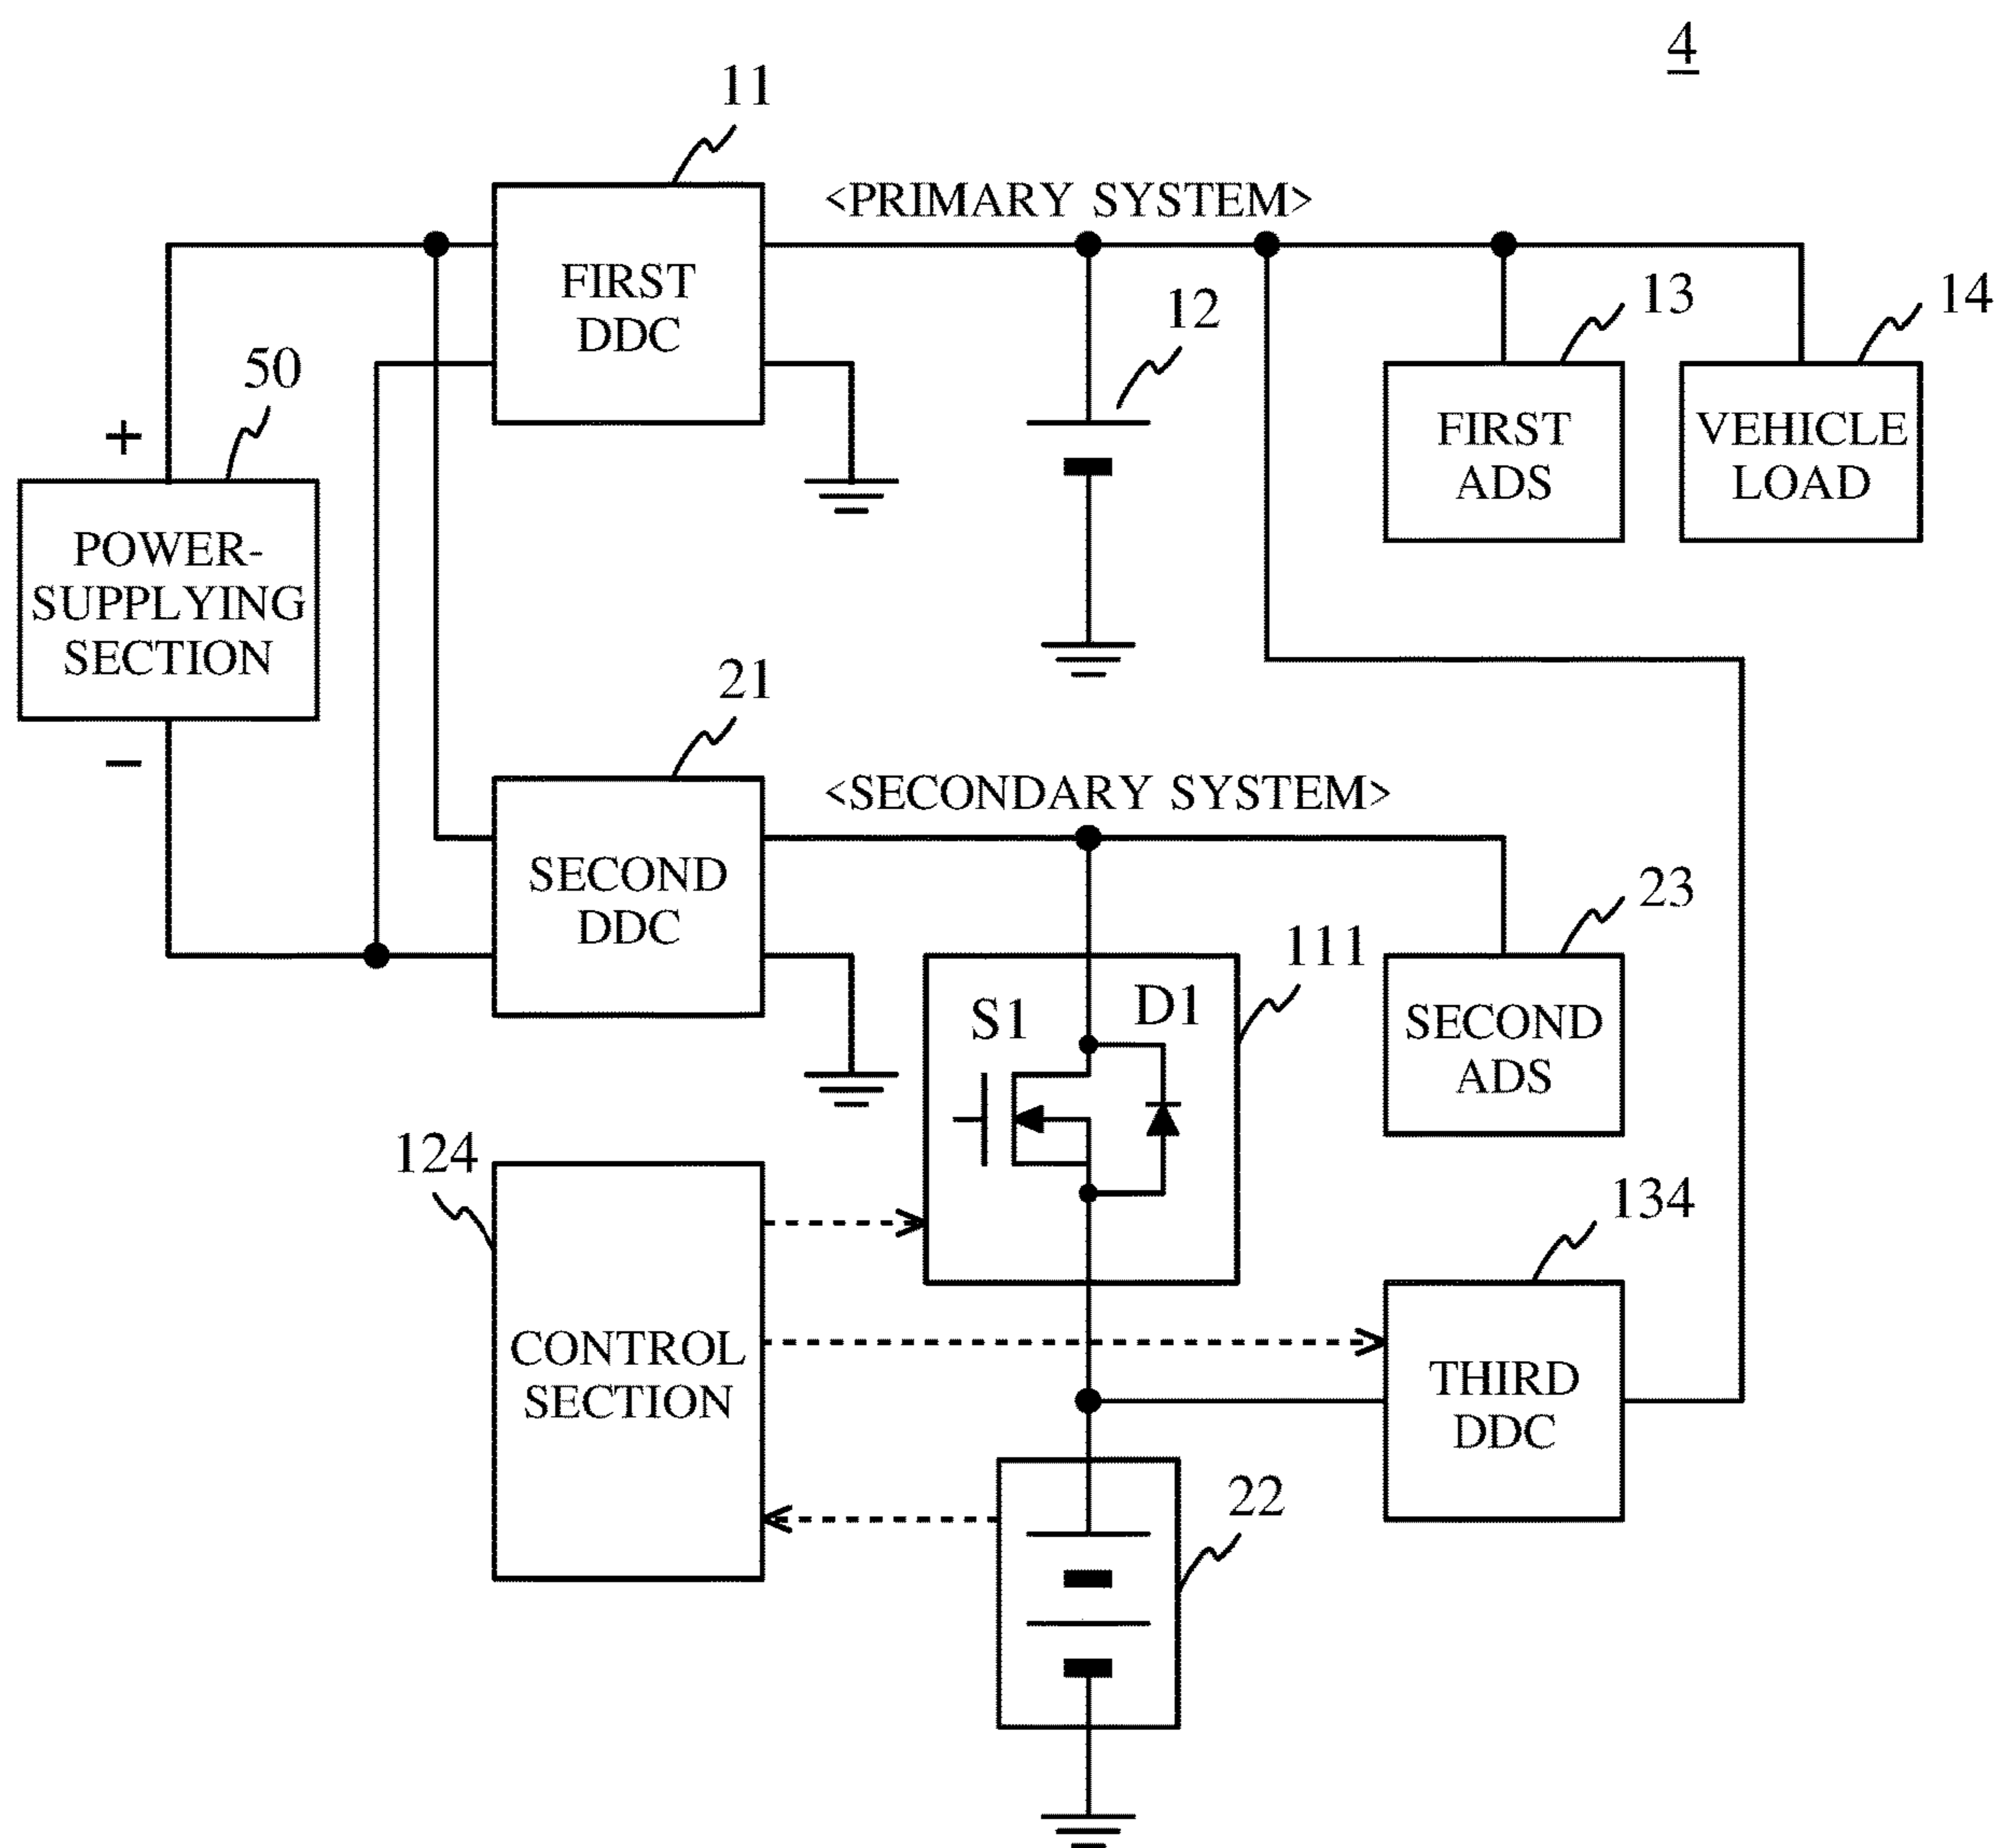 4
11
<PRIMARY SYSTEM>
FIRST
DDC
12
13
14
50
+
FIRST
ADS
VEHICLE
LOAD
POWER-
SUPPLYING
SECTION
−
21
<SECONDARY SYSTEM>
SECOND
DDC
23
111
S1
D1
SECOND
ADS
124
134
CONTROL
SECTION
THIRD
DDC
22